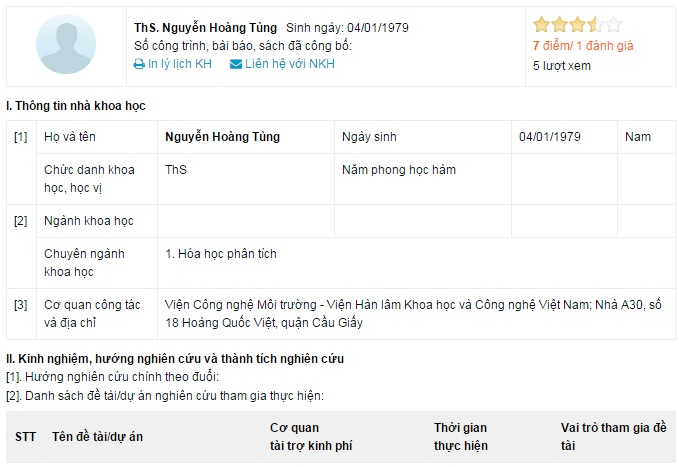 ThS. Nguyễn Hoàng Tùng Sinh ngày: 04/01/1979
Số công trình, bài báo, sách đã công bố:
In lý lịch KH Liên hệ với NKH
7 điểm/ 1 đánh giá
5 lượt xem
I. Thông tin nhà khoa học
[1] Họ và tên Nguyễn Hoàng Tùng Ngày sinh 04/01/1979 Nam
Chức danh khoa
học, học vị
ThS Năm phong học hàm
[2] Ngành khoa học
Chuyên ngành
khoa học
1. Hóa học phân tích
[3] Cơ quan công tác
và địa chỉ
Viện Công nghệ Môi trường - Viện Hàn lâm Khoa học và Công nghệ Việt Nam; Nhà A30, số
18 Hoàng Quốc Việt, quận Cầu Giấy
II. Kinh nghiệm, hướng nghiên cứu và thành tích nghiên cứu
[1]. Hướng nghiên cứu chính theo đuổi:
[2]. Danh sách đề tài/dự án nghiên cứu tham gia thực hiện:
STT Tên đề tài/dự án
Cơ quan
tài trợ kinh phí
Thời gian
thực hiện
Vai trò tham gia đề
tài